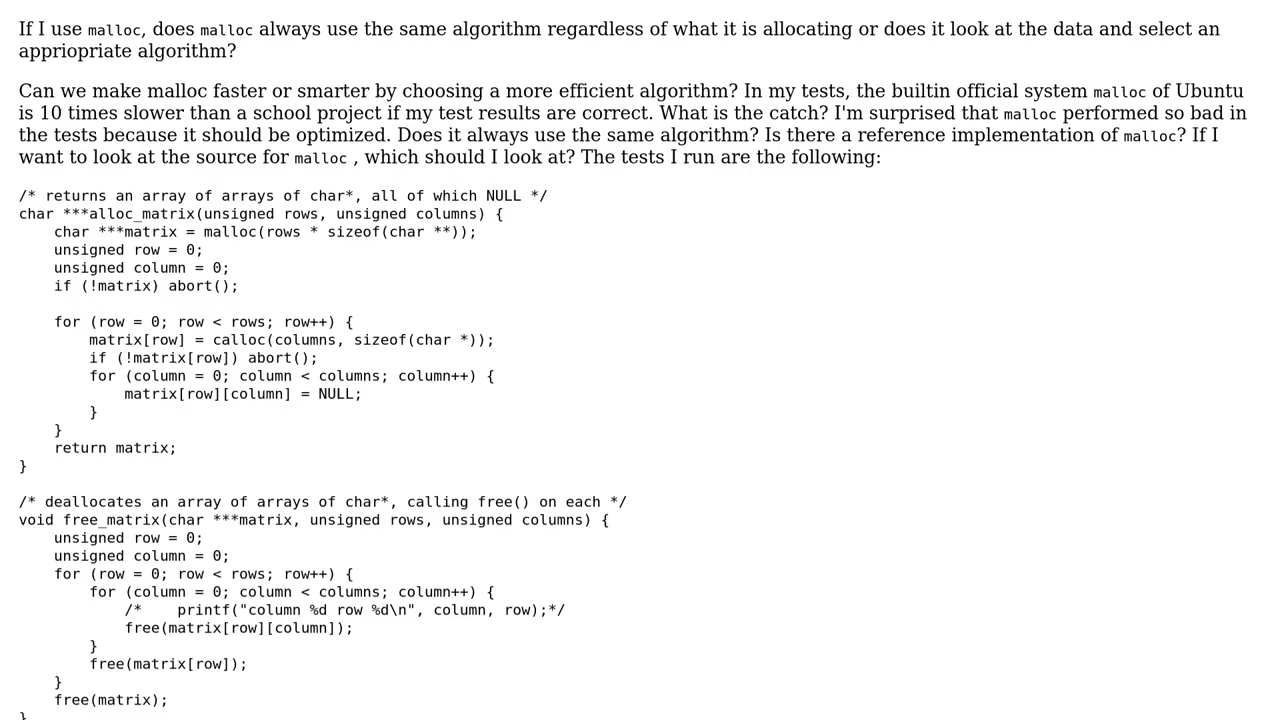 If I use malloc, does malloc always use the same algorithm regardless of what it is allocating or does it look at the data and select an
appriopriate algorithm?
Can we make malloc faster or smarter by choosing a more efficient algorithm? In my tests, the builtin official system malloc of Ubuntu
is 10 times slower than a school project if my test results are correct. What is the catch? I'm surprised that malloc performed so bad in
the tests because it should be optimized. Does it always use the same algorithm? Is there a reference implementation of malloc? If I
want to look at the source for malloc , which should I look at? The tests I run are the following:
/* returns an array of arrays of char*, all of which NULL */
char ***alloc_matrix(unsigned rows, unsigned columns) {
    char ***matrix = malloc(rows * sizeof(char **));
    unsigned row = 0;
    unsigned column = 0;
    if (!matrix) abort();

    for (row = 0; row < rows; row++) {
        matrix[row] = calloc(columns, sizeof(char *));
        if (!matrix[row]) abort();
        for (column = 0; column < columns; column++) {
            matrix[row][column] = NULL;
        }
    }
    return matrix;
}

/* deallocates an array of arrays of char*, calling free() on each */
void free_matrix(char ***matrix, unsigned rows, unsigned columns) {
    unsigned row = 0;
    unsigned column = 0;
    for (row = 0; row < rows; row++) {
        for (column = 0; column < columns; column++) {
            /*    printf("column %d row %d\n", column, row);*/
            free(matrix[row][column]);
        }
        free(matrix[row]);
    }
    free(matrix);
}